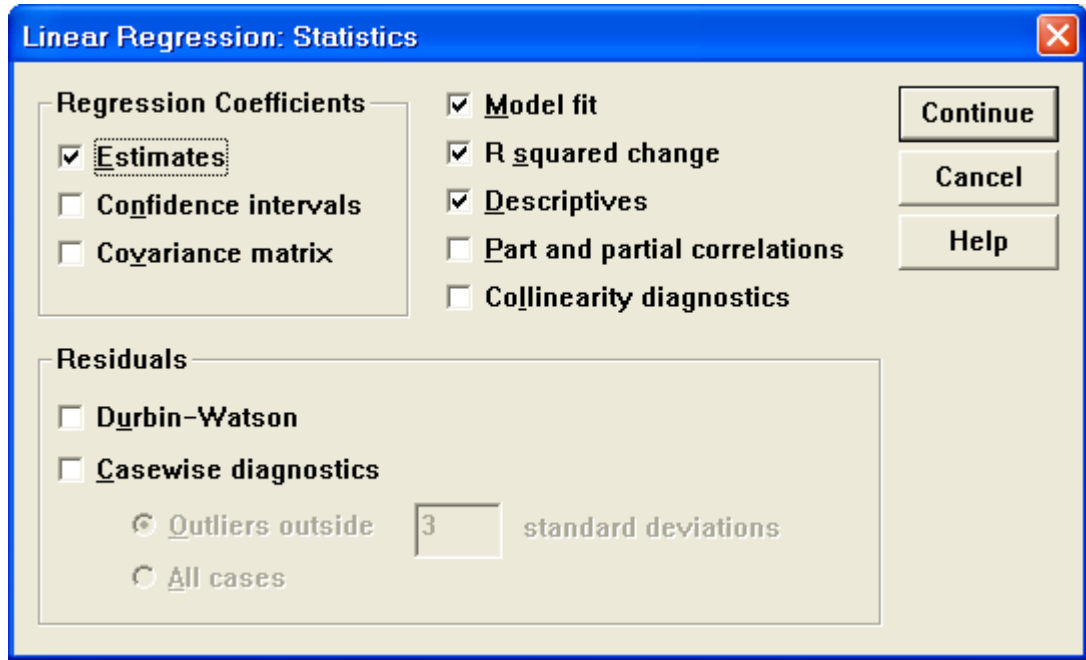 Linear Regression: Statistics
Regression Coefficients
Estimates
Confidence intervals
Covariance matrix
Model fit
R squared change
Descriptives
Part and partial correlations
Collinearity diagnostics
Continue
Cancel
Help
Residuals
Durbin-Watson
Casewise diagnostics
Outliers outside 3 standard deviations
All cases